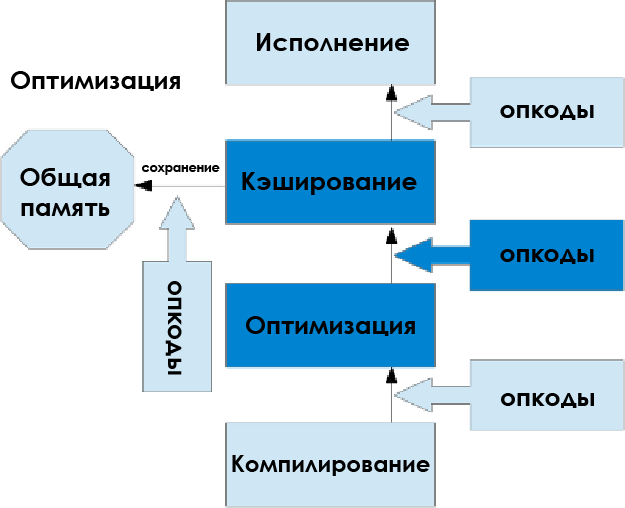 Исполнение
Оптимизация
опкоды
Общая
память
сохранение
Кэширование
опкоды
опкоды
Оптимизация
опкоды
Компилирование